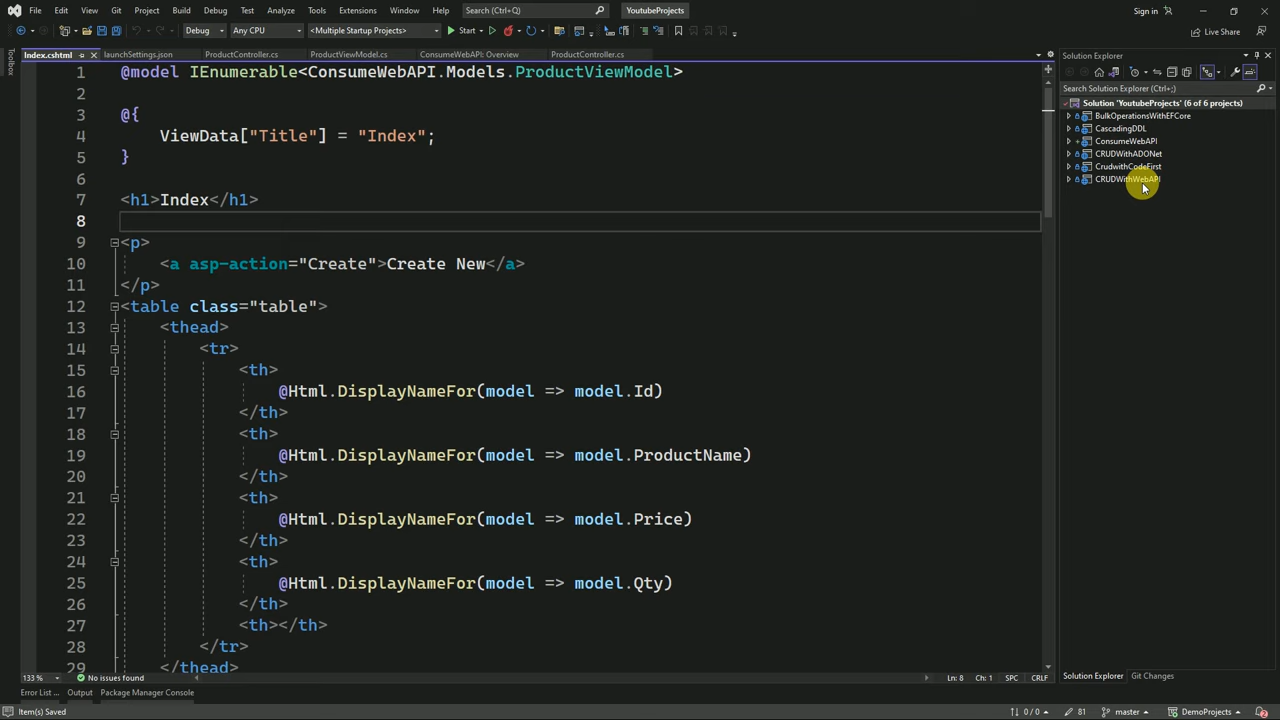 File Edit View Git Project Build Debug Test Analyze Tools Extensions Window Help Search (Ctrl+Q) YoutubeProjects Sign in
Debug Any CPU <Multiple Startup Projects> Start Live Share
Index.cshtml launchSettings.json ProductController.cs ProductViewModel.cs ConsumeWebAPI: Overview ProductController.cs
Toolbox
1 @model IEnumerable<ConsumeWebAPI.Models.ProductViewModel>
2
3 @{
4 ViewData["Title"] = "Index";
5 }
6
7 <h1>Index</h1>
8
9 <p>
10 <a asp-action="Create">Create New</a>
11 </p>
12 <table class="table">
13 <thead>
14 <tr>
15 <th>
16 @Html.DisplayNameFor(model => model.Id)
17 </th>
18 <th>
19 @Html.DisplayNameFor(model => model.ProductName)
20 </th>
21 <th>
22 @Html.DisplayNameFor(model => model.Price)
23 </th>
24 <th>
25 @Html.DisplayNameFor(model => model.Qty)
26 </th>
27 <th></th>
28 </tr>
29 </thead>
Solution Explorer
Search Solution Explorer (Ctrl+;)
Solution 'YoutubeProjects' (6 of 6 projects)
BulkOperationsWithEFCore
CascadingDDL
ConsumeWebAPI
CRUDWithADONet
CrudwithCodeFirst
CRUDWithWebAPI
Solution Explorer Git Changes
133 % No issues found Ln: 8 Ch: 1 SPC CRLF
Error List ... Output Package Manager Console
Item(s) Saved 0 / 0 81 master DemoProjects 2